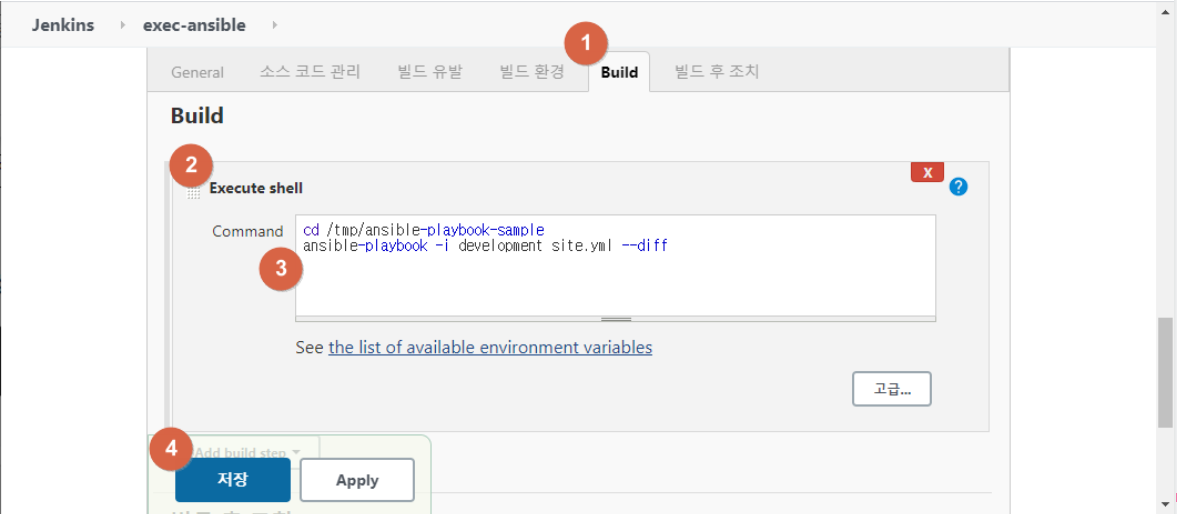 Jenkins exec-ansible
1
General 소스 코드 관리 빌드 유발 빌드 환경 Build 빌드 후 조치
Build
2
X
Execute shell
?
Command
cd /tmp/ansible-playbook-sample
ansible-playbook -i development site.yml --diff
3
See the list of available environment variables
고급...
4
Add build step
저장 Apply